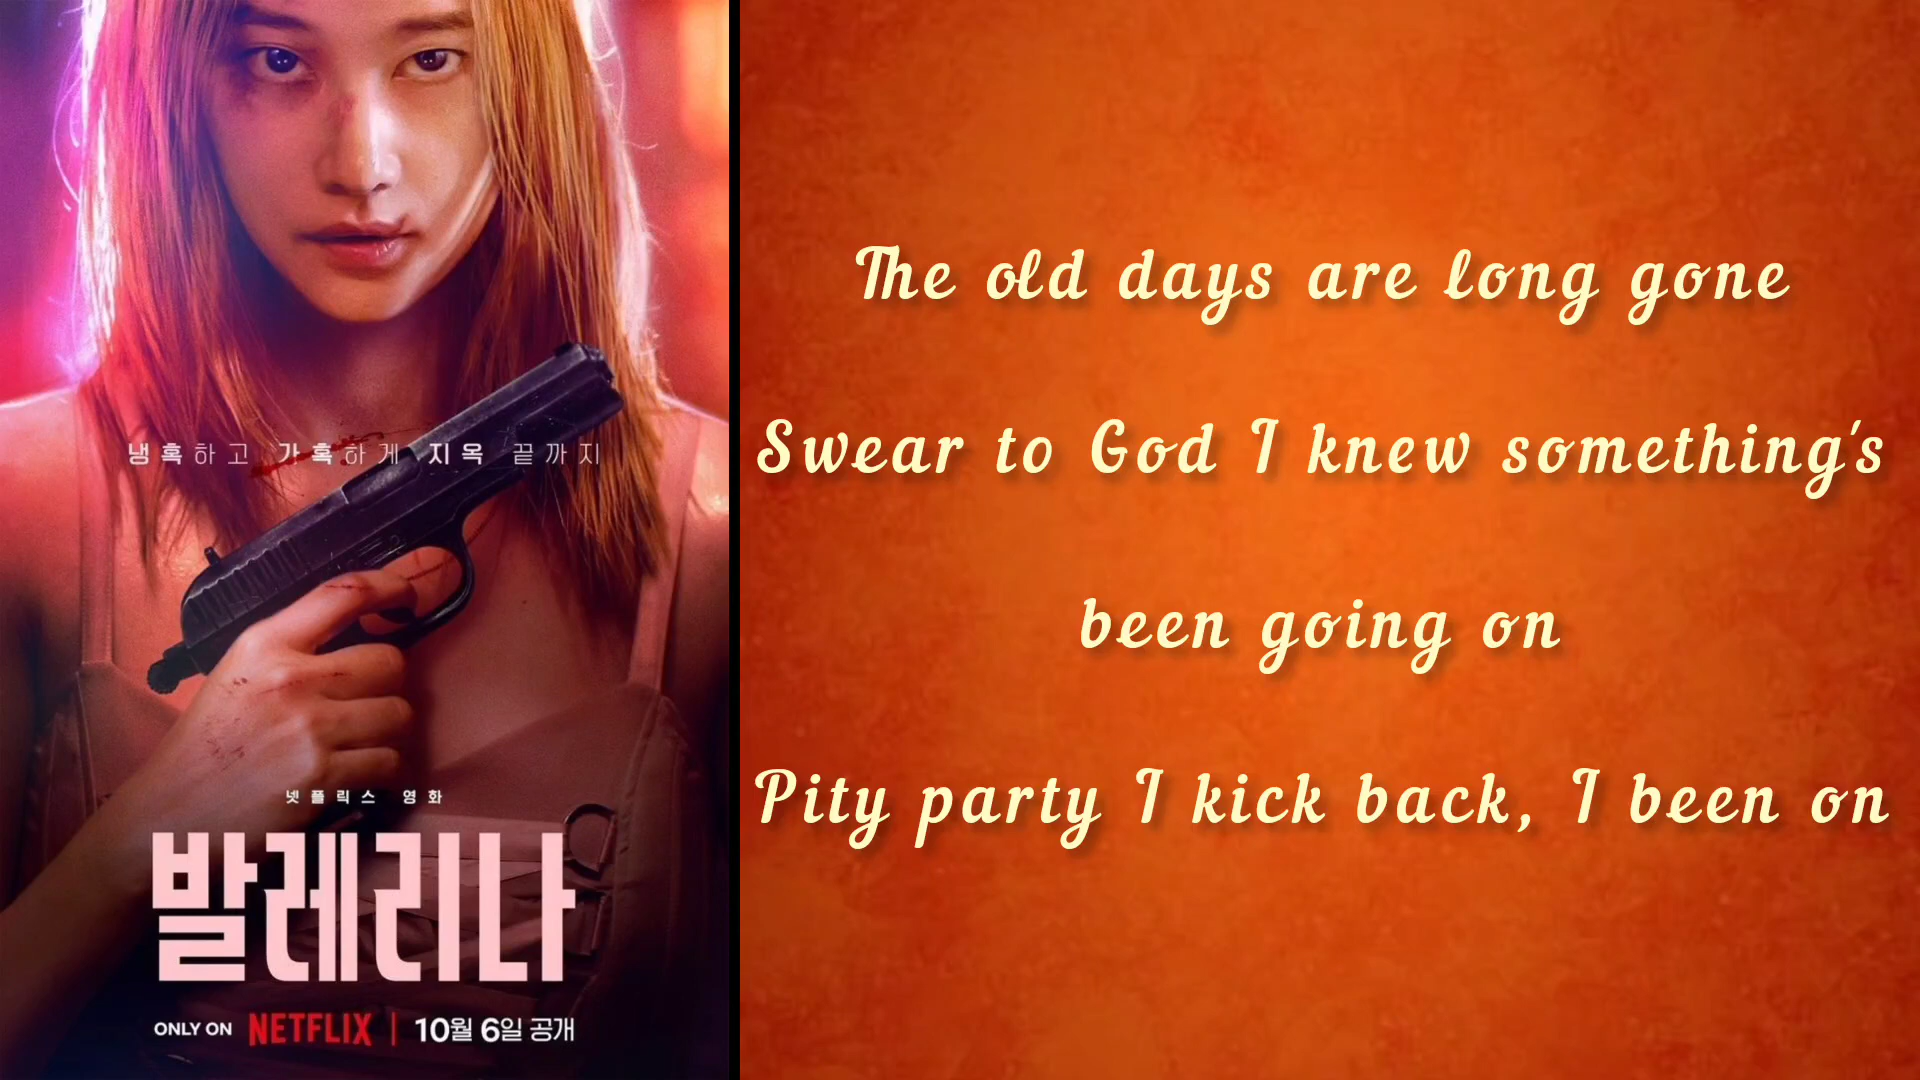 냉혹하고 가혹하게 지옥 끝까지
넷플릭스 영화
발레리나
ONLY ON NETFLIX | 10월 6일 공개
The old days are long gone
Swear to God I knew something's
been going on
Pity party I kick back, I been on